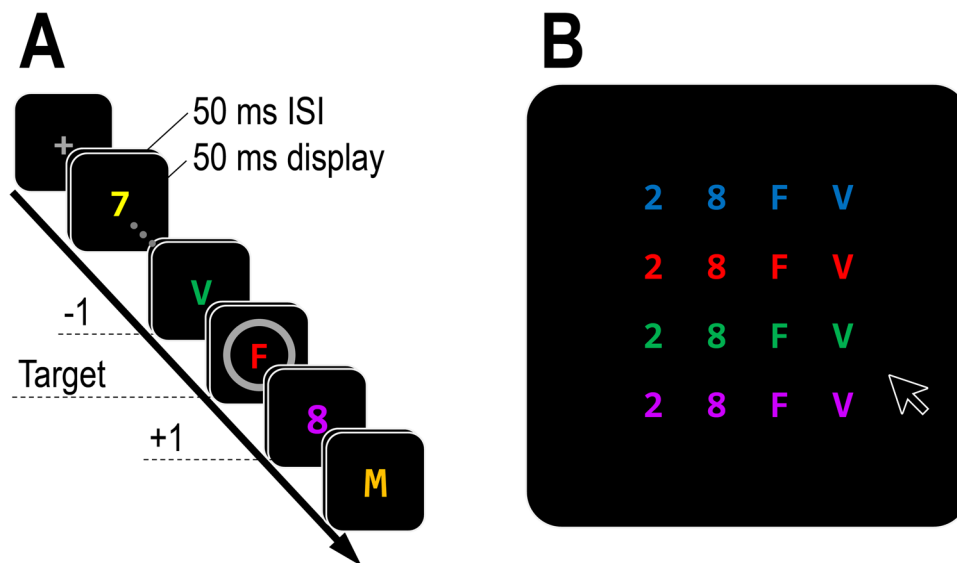 A
50 ms ISI
50 ms display
+
7
V
-1
F
Target
8
+1
M
B
2 8 F V
2 8 F V
2 8 F V
2 8 F V